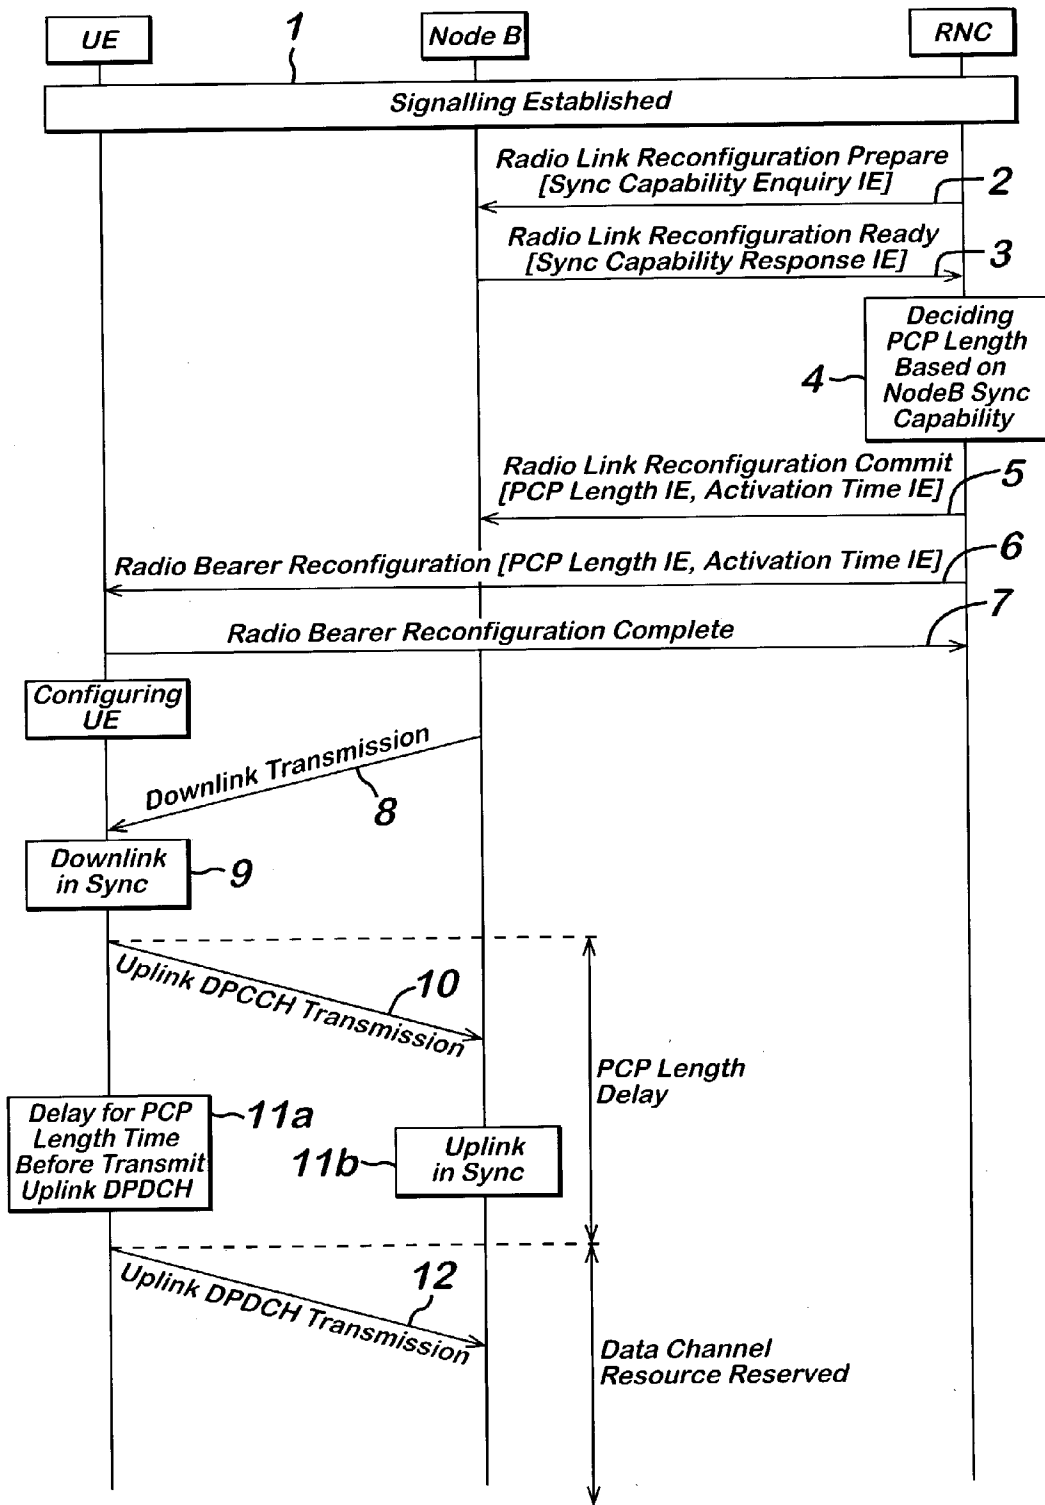 UE
Node B
RNC
1
Signalling Established
Radio Link Reconfiguration Prepare
[Sync Capability Enquiry IE]
2
Radio Link Reconfiguration Ready
[Sync Capability Response IE]
3
Deciding
PCP Length
Based on
NodeB Sync
Capability
4
Radio Link Reconfiguration Commit
[PCP Length IE, Activation Time IE]
5
Radio Bearer Reconfiguration [PCP Length IE, Activation Time IE]
6
Radio Bearer Reconfiguration Complete
7
Configuring
UE
Downlink Transmission
8
Downlink
in Sync
9
Uplink DPCCH Transmission
10
PCP Length
Delay
Delay for PCP
Length Time
Before Transmit
Uplink DPDCH
11a
11b
Uplink
in Sync
Uplink DPDCH Transmission
12
Data Channel
Resource Reserved